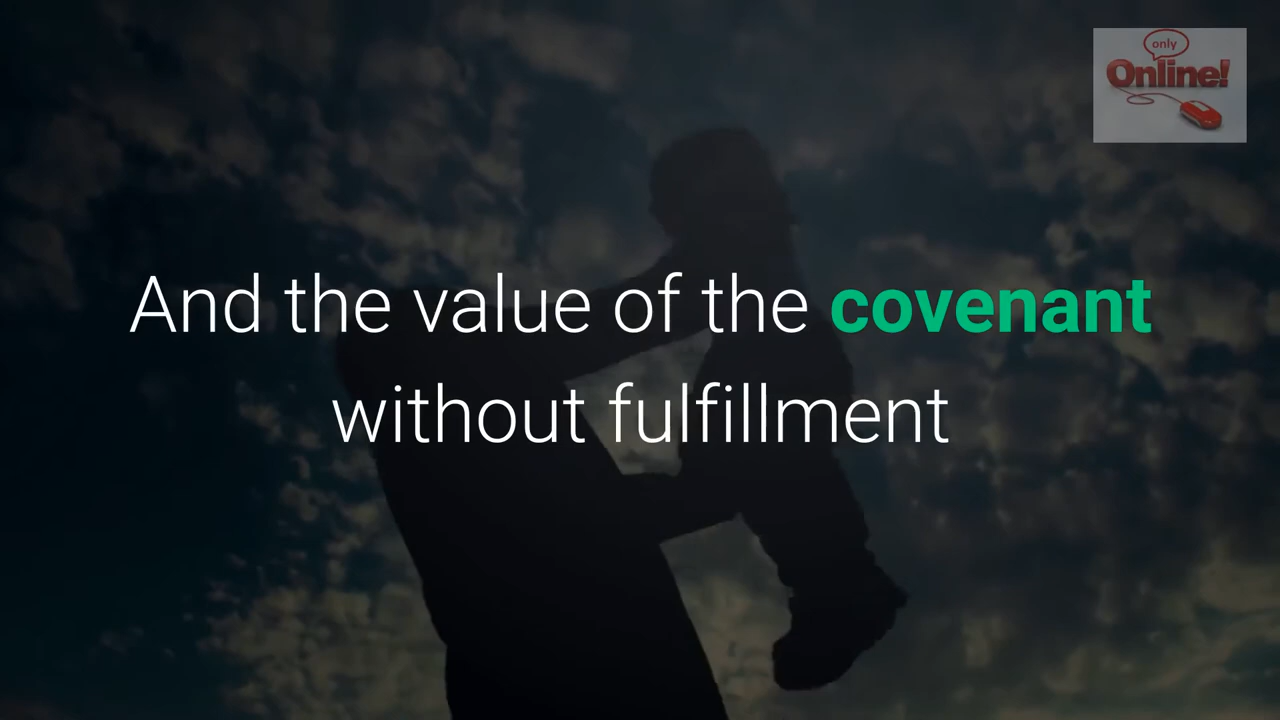 only
Online!
And the value of the covenant
without fulfillment